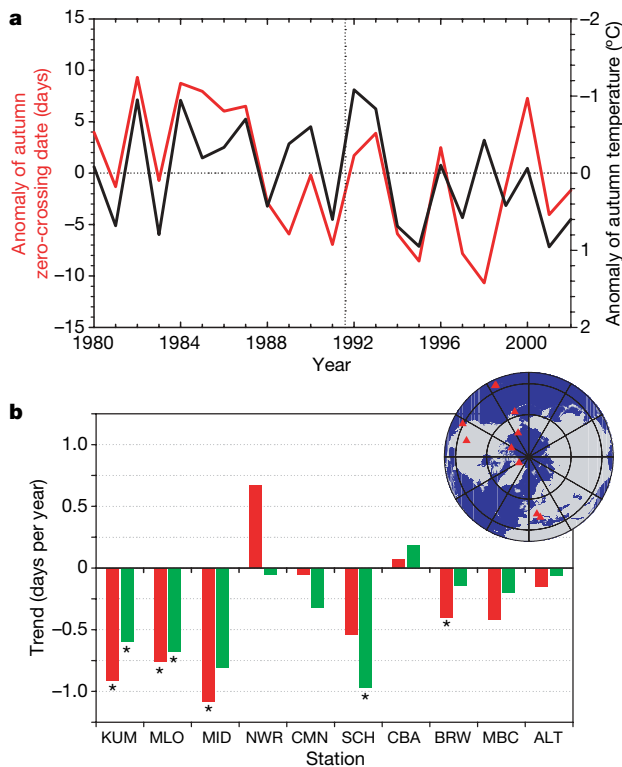 a
Anomaly of autumn
zero-crossing date (days)
15
10
5
0
−5
−10
−15
−2
−1
0
1
2
Anomaly of autumn temperature (°C)
1980 1984 1988 1992 1996 2000
Year
b
Trend (days per year)
1.0
0.5
0
−0.5
−1.0
* * * * * * * *
KUM MLO MID NWR CMN SCH CBA BRW MBC ALT
Station